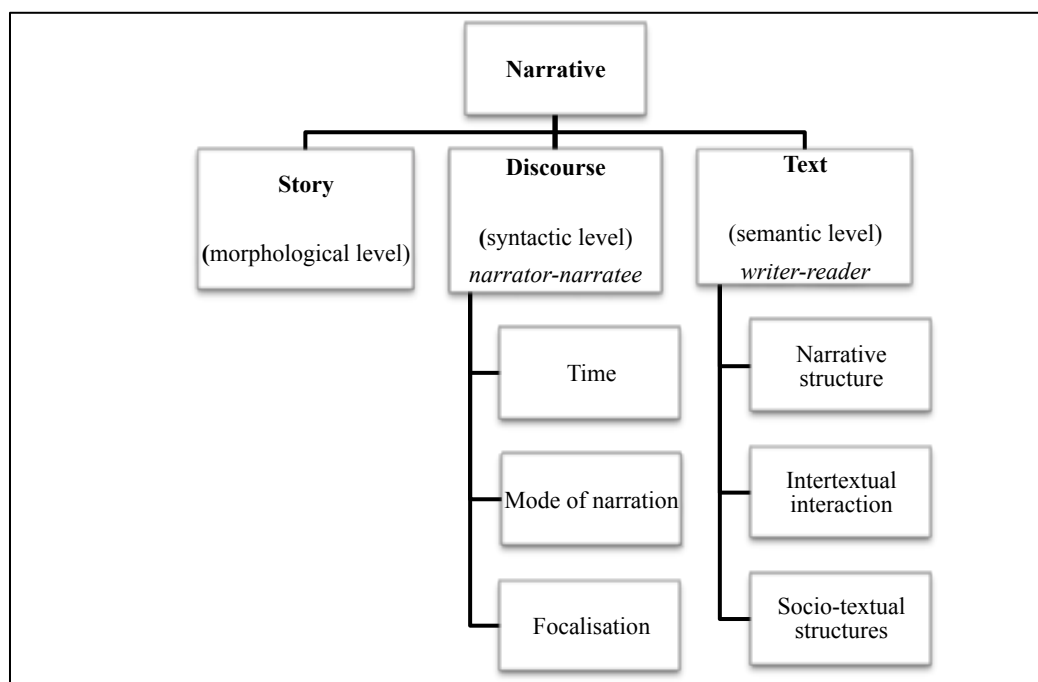 Narrative
Story
(morphological level)
Discourse
(syntactic level)
narrator-narratee
Text
(semantic level)
writer-reader
Time
Mode of narration
Focalisation
Narrative
structure
Intertextual
interaction
Socio-textual
structures